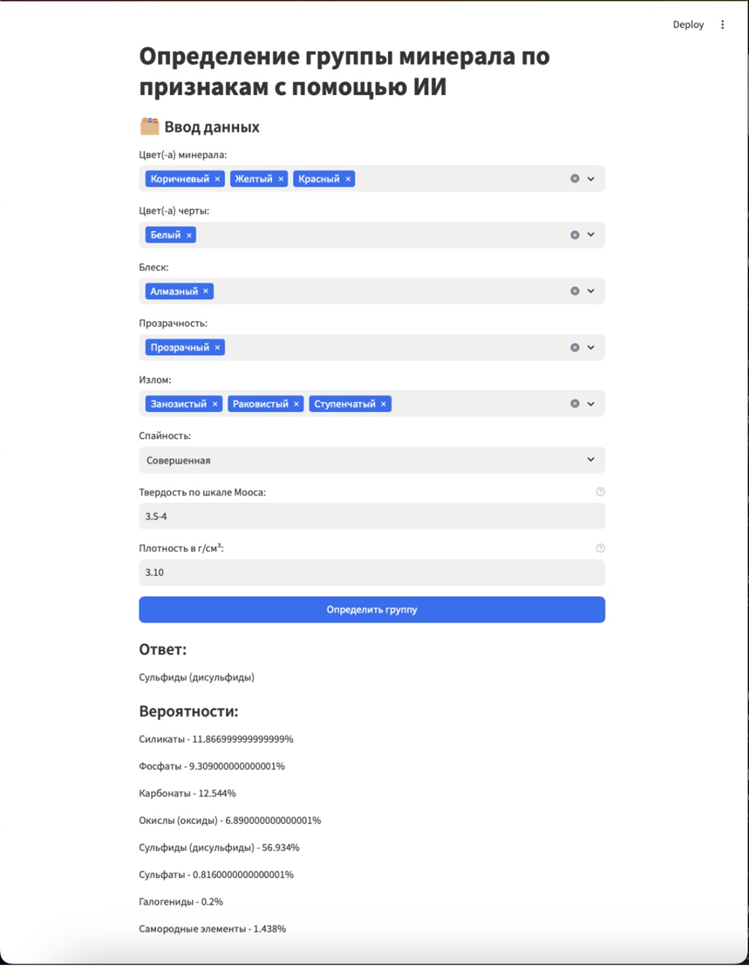 Deploy
Определение группы минерала по
признакам с помощью ИИ
Ввод данных
Цвет(-а) минерала:
Коричневый × Желтый × Красный ×
Цвет(-а) черты:
Белый ×
Блеск:
Алмазный ×
Прозрачность:
Прозрачный ×
Излом:
Занозистый × Раковистый × Ступенчатый ×
Спайность:
Совершенная
Твердость по шкале Мооса:
3.5-4
Плотность в г/см³:
3.10
Определить группу
Ответ:
Сульфиды (дисульфиды)
Вероятности:
Силикаты - 11.866999999999999%
Фосфаты - 9.309000000000001%
Карбонаты - 12.544%
Окислы (оксиды) - 6.890000000000001%
Сульфиды (дисульфиды) - 56.934%
Сульфаты - 0.8160000000000001%
Галогениды - 0.2%
Самородные элементы - 1.438%